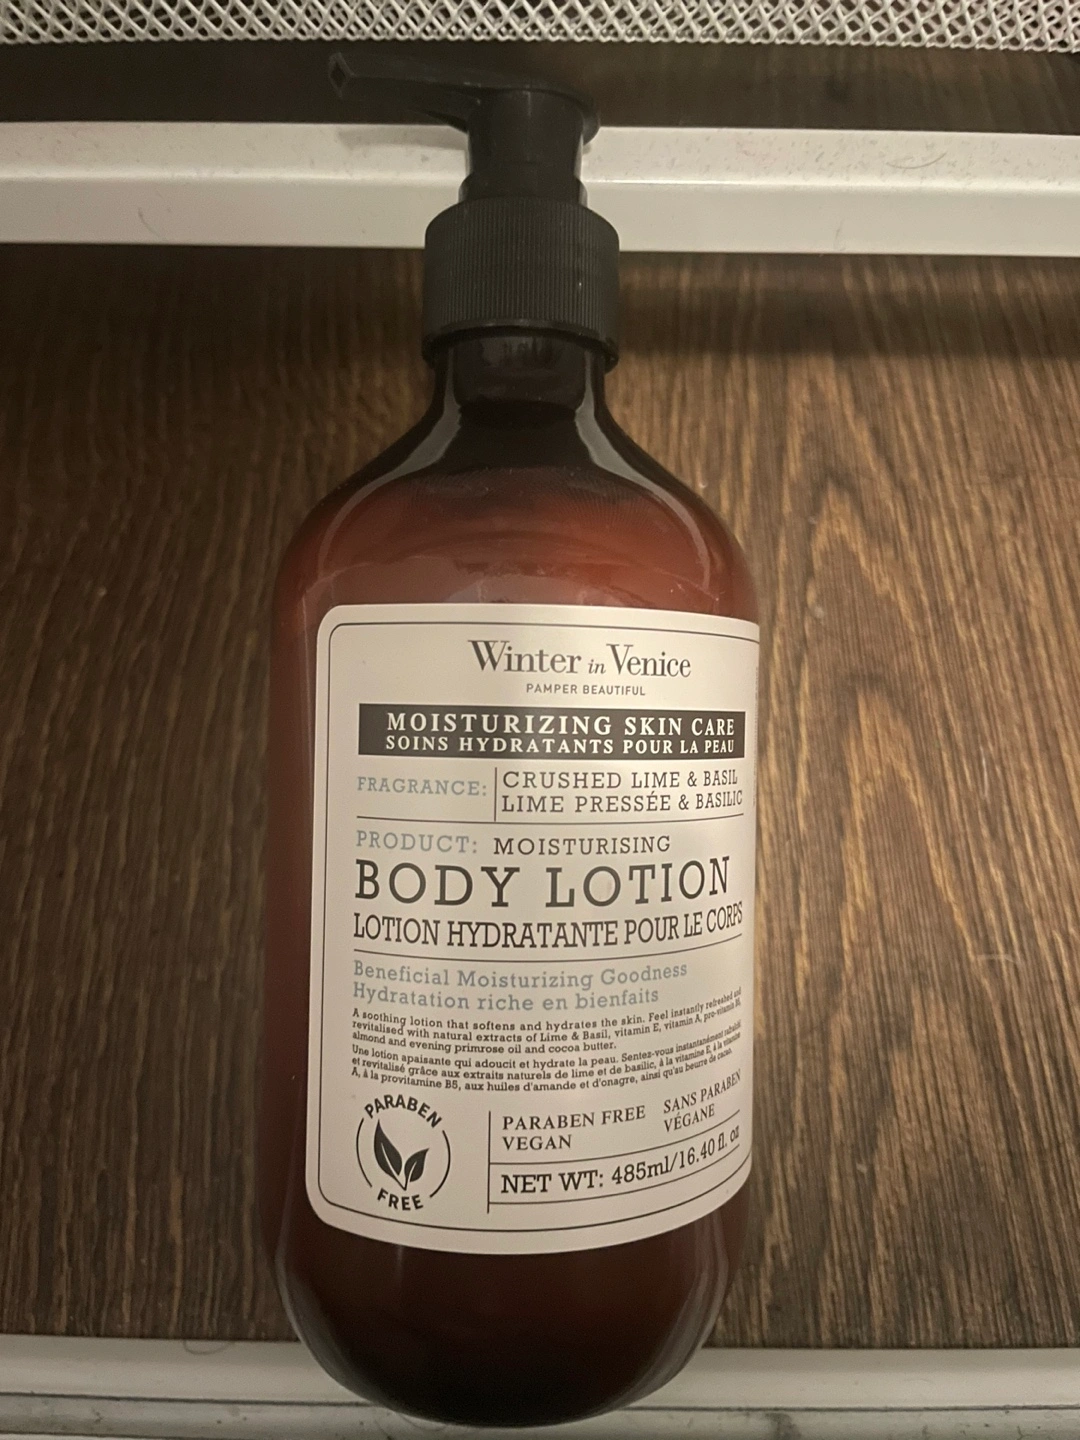 Winter in Venice
PAMPER BEAUTIFUL
MOISTURIZING SKIN CARE
SOINS HYDRATANTS POUR LA PEAU
FRAGRANCE: CRUSHED LIME & BASIL
LIME PRESSÉE & BASILIC
PRODUCT: MOISTURISING
BODY LOTION
LOTION HYDRATANTE POUR LE CORPS
Beneficial Moisturizing Goodness
Hydratation riche en bienfaits
A soothing lotion that softens and hydrates the skin. Feel instantly refreshed and
revitalised with natural extracts of Lime & Basil, vitamin E, vitamin A, pro-vitamin B5,
almond and evening primrose oil and cocoa butter.
Une lotion apaisante qui adoucit et hydrate la peau. Sentez-vous instantanément rafraîchi
et revitalisé grâce aux extraits naturels de lime et de basilic, à la vitamine E, à la vitamine
A, à la provitamine B5, aux huiles d'amande et d'onagre, ainsi qu'au beurre de cacao.
PARABEN
FREE
PARABEN FREE SANS PARABEN
VEGAN VÉGANE
NET WT: 485ml/16.40 fl. oz